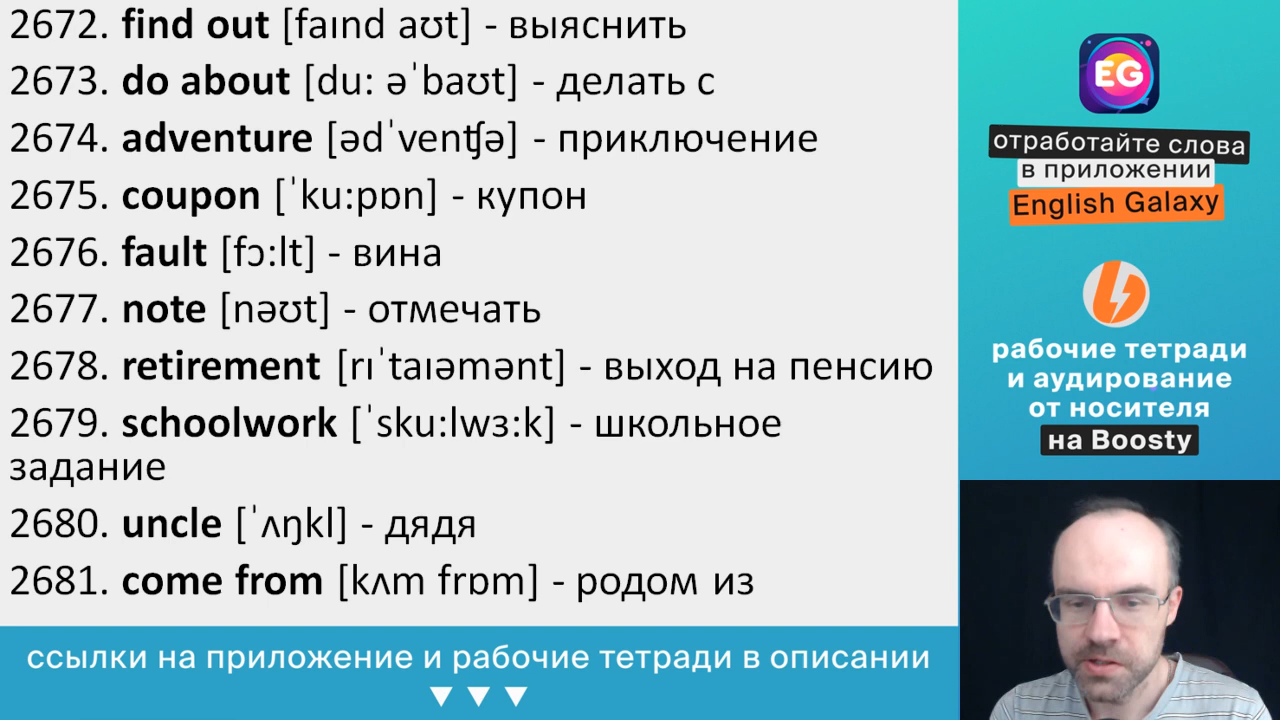 2672. find out [faɪnd aʊt] - выяснить
2673. do about [du: əˈbaʊt] - делать с
2674. adventure [ədˈvenʧə] - приключение
2675. coupon [ˈku:pɒn] - купон
2676. fault [fɔ:lt] - вина
2677. note [nəʊt] - отмечать
2678. retirement [rɪˈtaɪəmənt] - выход на пенсию
2679. schoolwork [ˈsku:lwɜ:k] - школьное
задание
2680. uncle [ˈʌŋkl] - дядя
2681. come from [kʌm frɒm] - родом из
ссылки на приложение и рабочие тетради в описании
EG
отработайте слова
в приложении
English Galaxy
рабочие тетради
и аудирование
от носителя
на Boosty